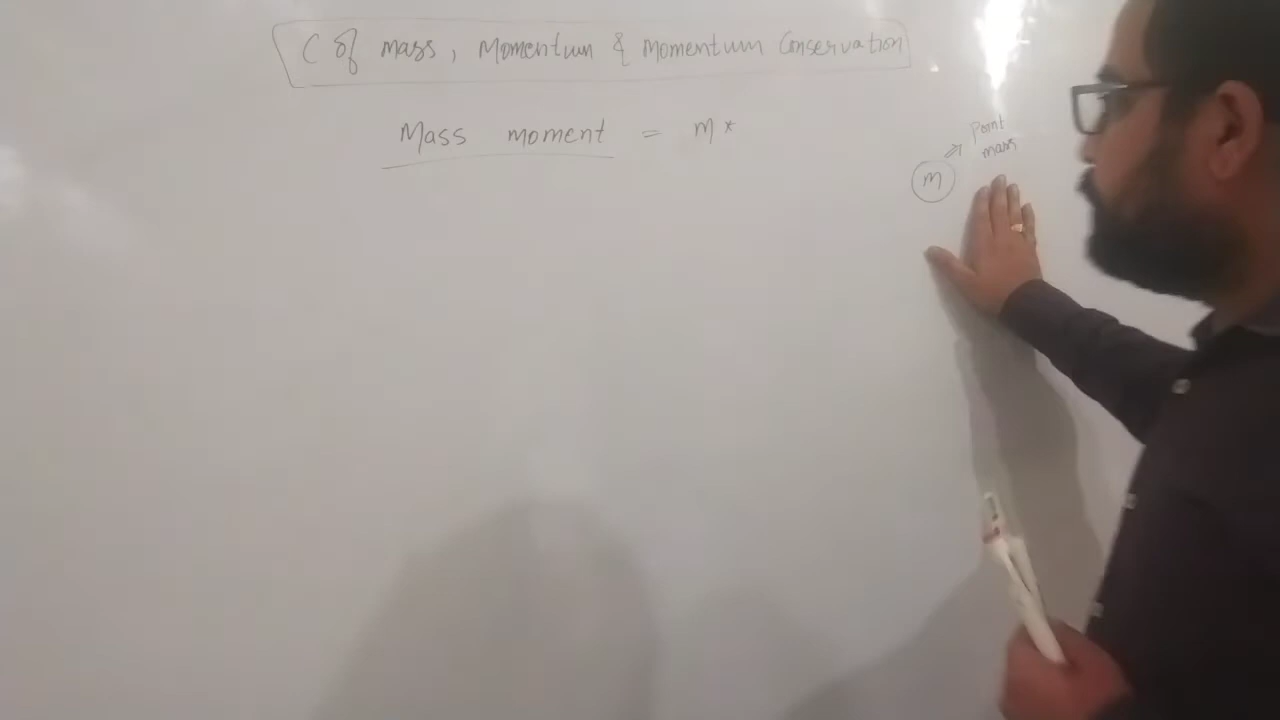 C of mass, Momentum & Momentum Conservation
Mass moment = m *
Point
mass
m